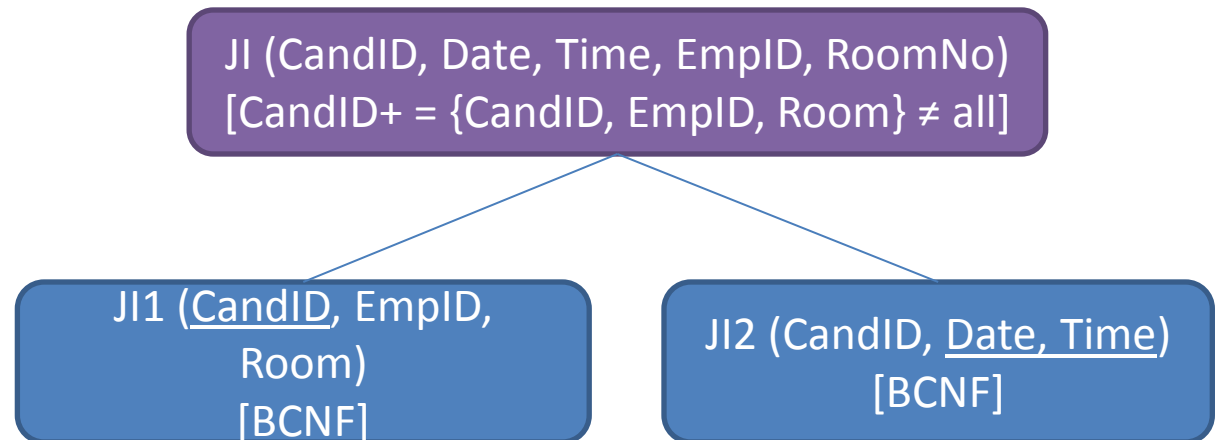 JI (CandID, Date, Time, EmpID, RoomNo)
[CandID+ = {CandID, EmpID, Room} ≠ all]
JI1 (CandID, EmpID,
Room)
[BCNF]
JI2 (CandID, Date, Time)
[BCNF]